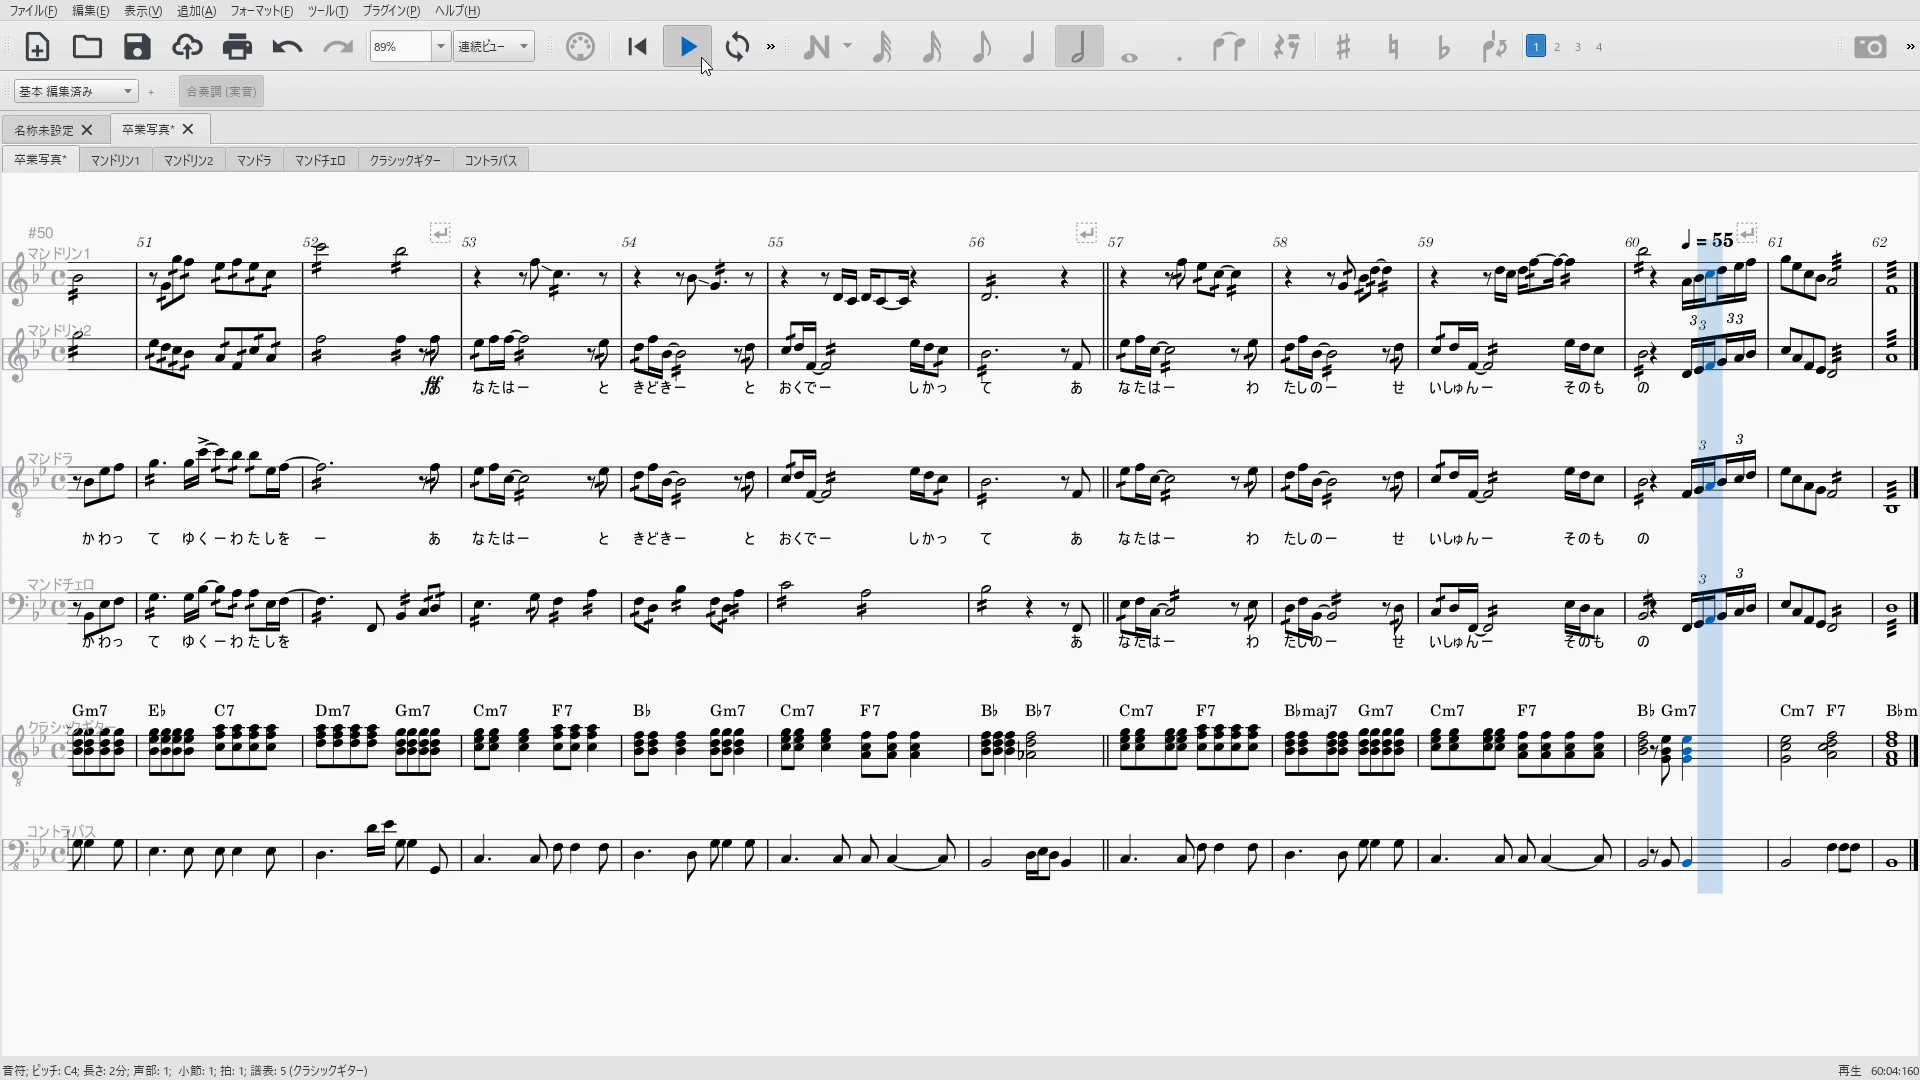 ファイル(F) 編集(E) 表示(V) 追加(A) フォーマット(F) ツール(T) プラグイン(P) ヘルプ(H)
89% 連続ビュー » 1 2 3 4 »
基本 編集済み + 合奏調 (実音)
名称未設定 卒業写真*
卒業写真* マンドリン1 マンドリン2 マンドラ マンドチェロ クラシックギター コントラバス
#50 51 52 53 54 55 56 57 58 59 60 = 55 61 62
マンドリン1
3 3 3 3
マンドリン2
ff あ なたはー と きどきー と おくでー しかっ て あ なたはー わ たしのー せ いしゅんー そのも の
3 3
マンドラ
かわっ て ゆくーわたしを ー あ なたはー と きどきー と おくでー しかっ て あ なたはー わ たしのー せ いしゅんー そのも の
3 3
マンドチェロ
かわっ て ゆくーわたしを あ なたはー わ たしのー せ いしゅんー そのも の
Gm7 E♭ C7 Dm7 Gm7 Cm7 F7 B♭ Gm7 Cm7 F7 B♭ B♭7 Cm7 F7 B♭maj7 Gm7 Cm7 F7 B♭ Gm7 Cm7 F7 B♭m
クラシックギター
コントラバス
音符; ピッチ: C4; 長さ: 2分; 声部: 1; 小節: 1; 拍: 1; 譜表: 5 (クラシックギター) 再生 60:04:160